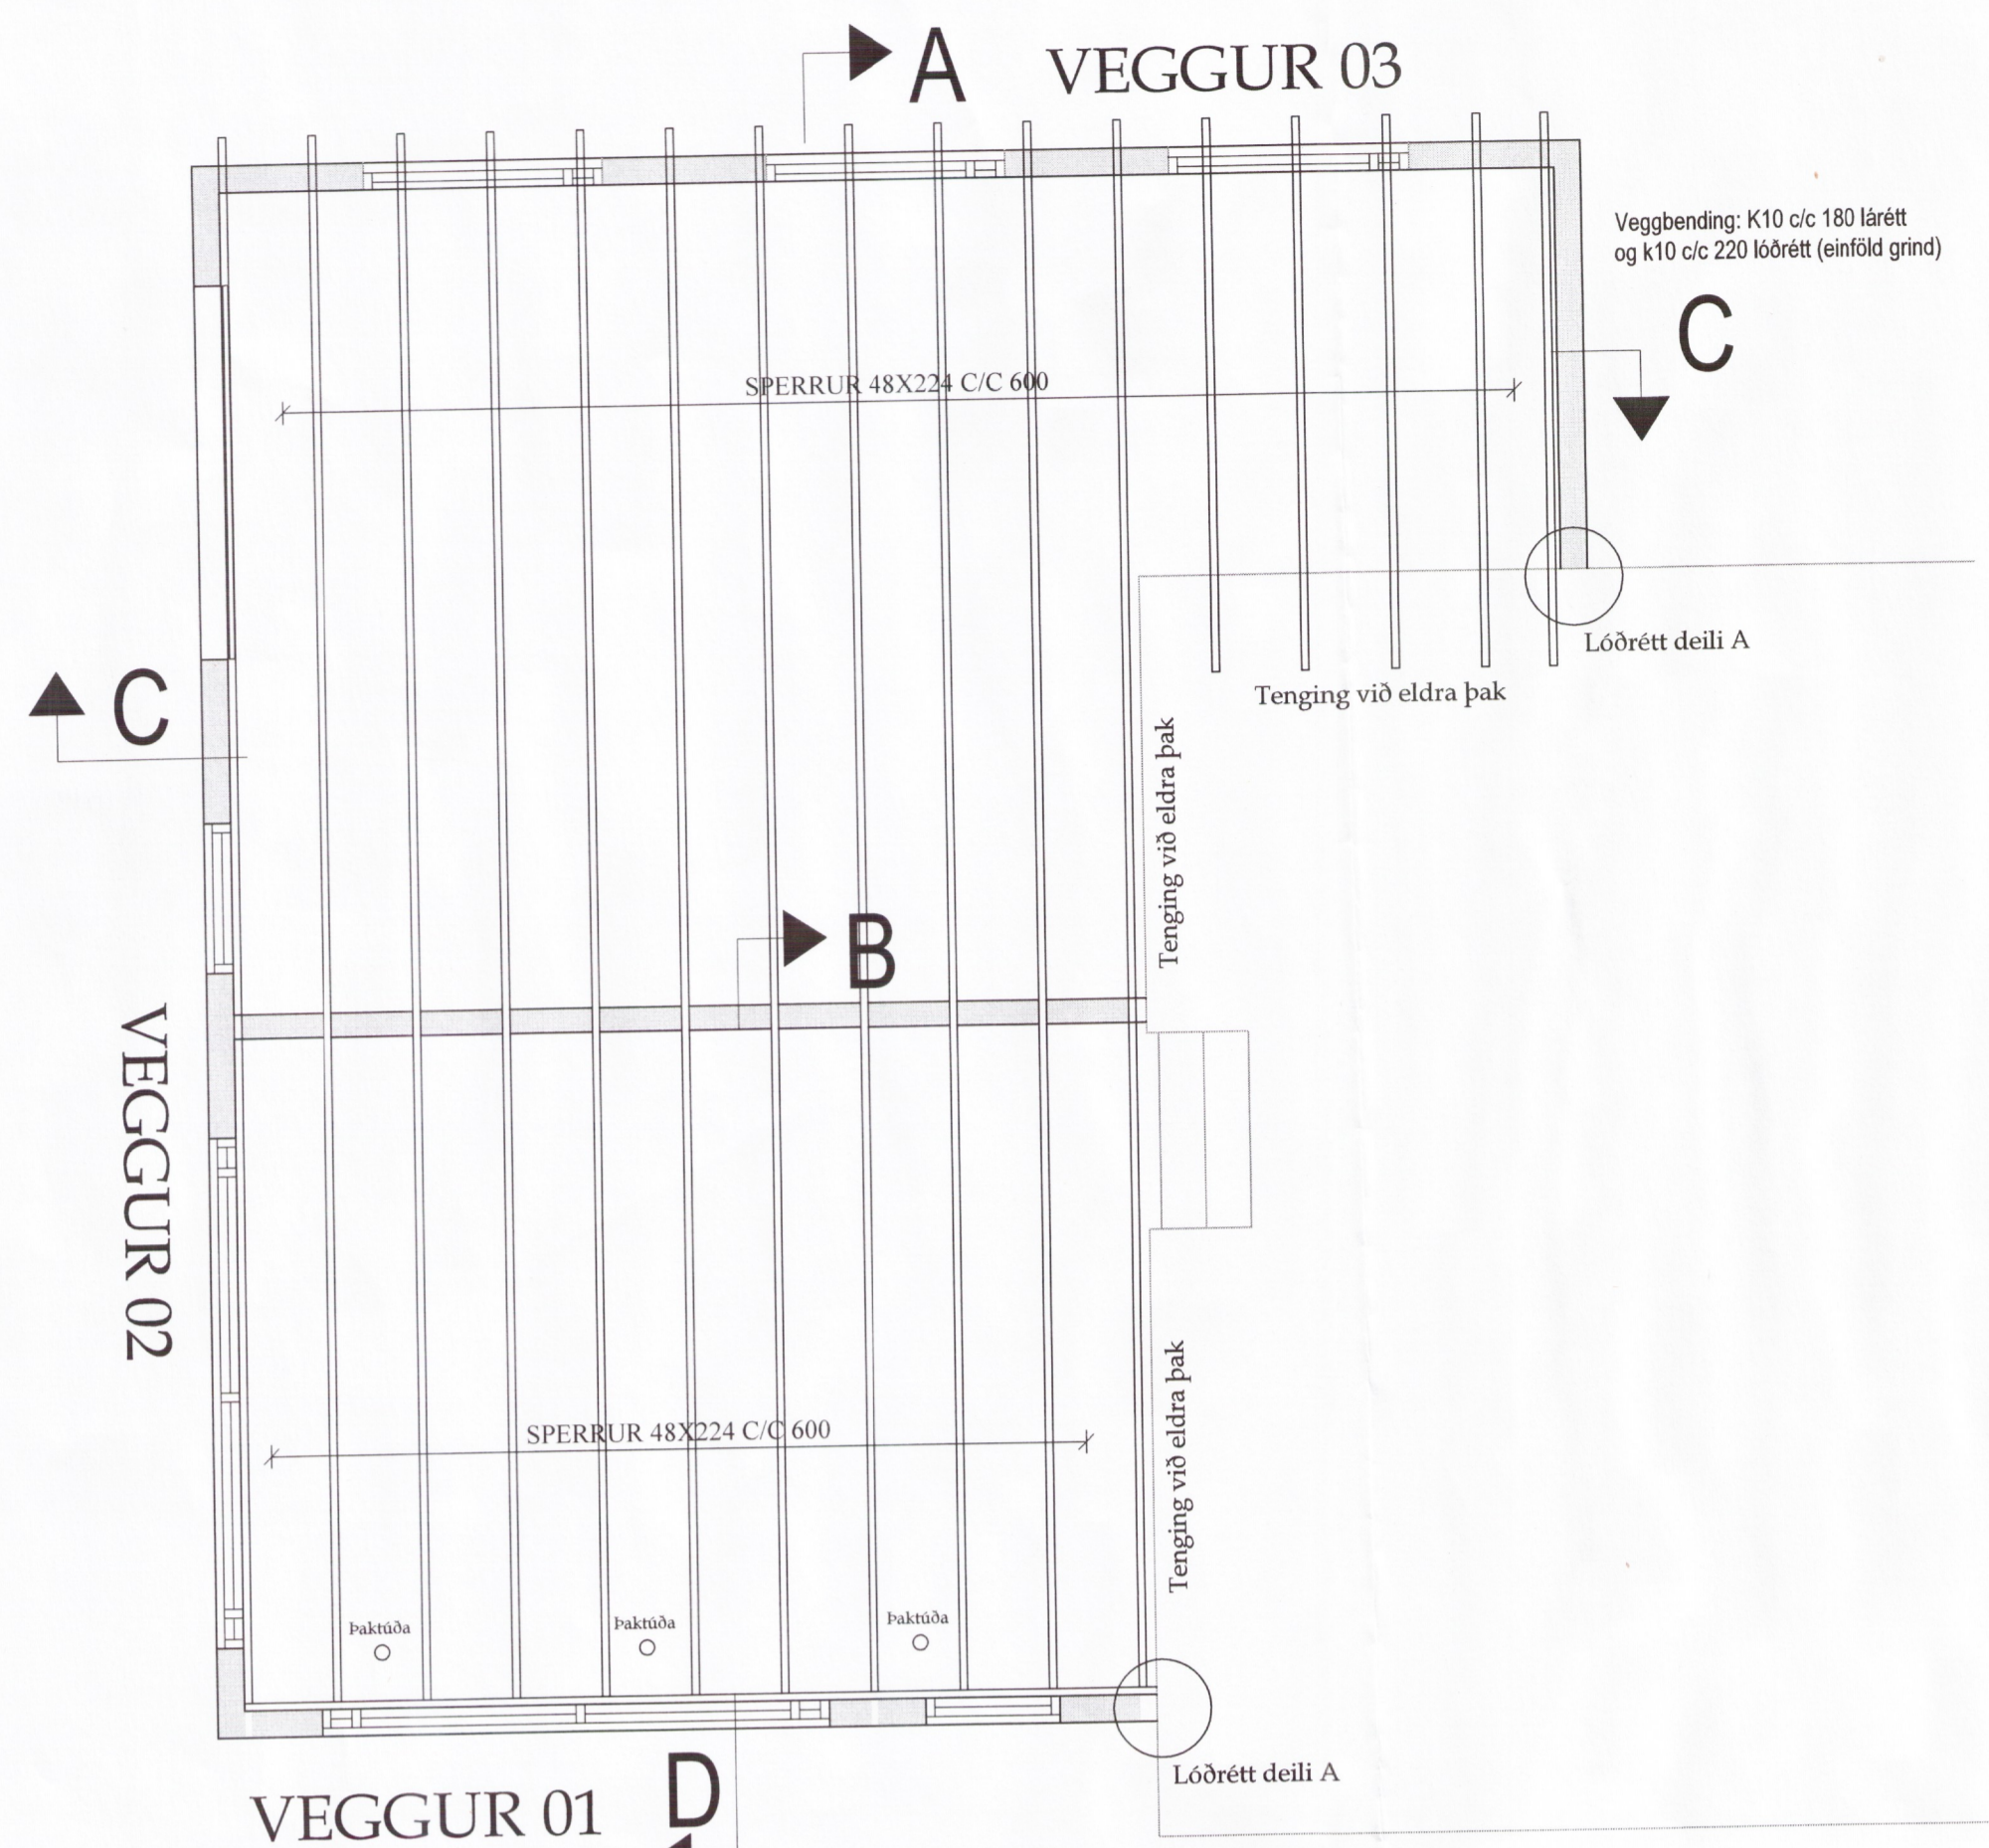 A VEGGUR 03
Veggbending: K10 c/c 180 lárétt
og k10 c/c 220 lóðrétt (einföld grind)
C
SPERRUR 48X224 C/C 600
Lóðrétt deili A
Tenging við eldra þak
C
Tenging við eldra þak
B
VEGGUR 02
SPERRUR 48X224 C/C 600
Tenging við eldra þak
Þaktúða
Þaktúða
Þaktúða
Lóðrétt deili A
VEGGUR 01
D